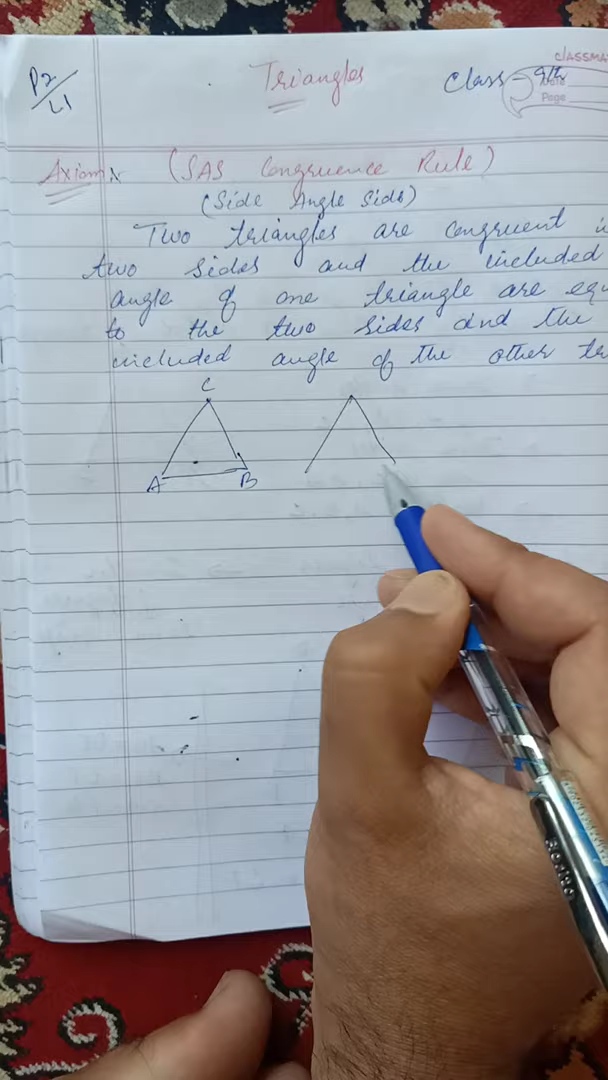 P2/L1
Triangles
Class - 9th
CLASSMA
Date
Page
Axiom (SAS Congruence Rule)
(Side Angle Side)
Two triangles are congruent i
two sides and the included
angle of one triangle are equ
to the two sides and the
included angle of the other tr
C
A B